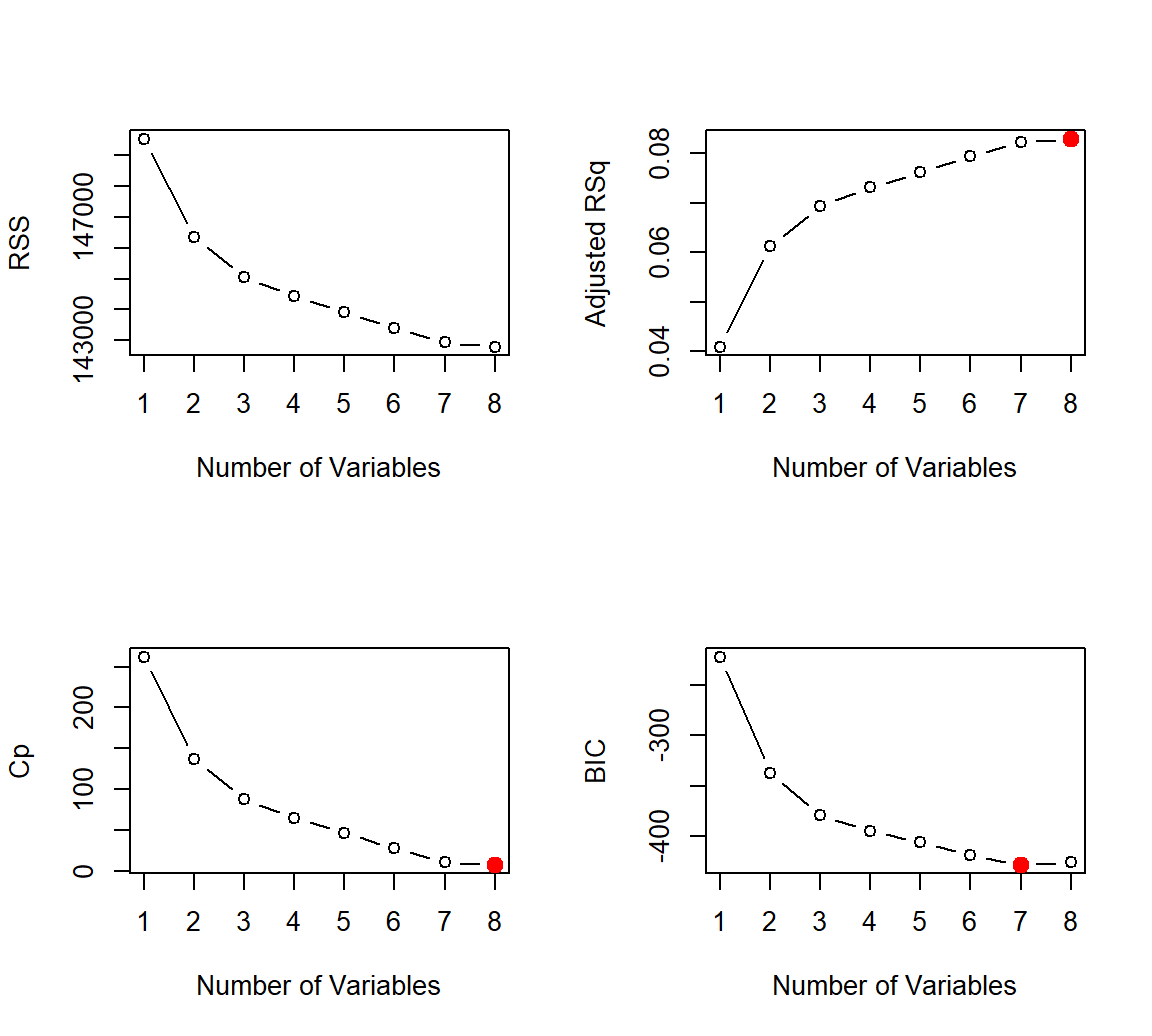 RSS
147000
143000
1 2 3 4 5 6 7 8
Number of Variables
Adjusted RSq
0.08
0.06
0.04
1 2 3 4 5 6 7 8
Number of Variables
Cp
200
100
0
1 2 3 4 5 6 7 8
Number of Variables
BIC
-300
-400
1 2 3 4 5 6 7 8
Number of Variables